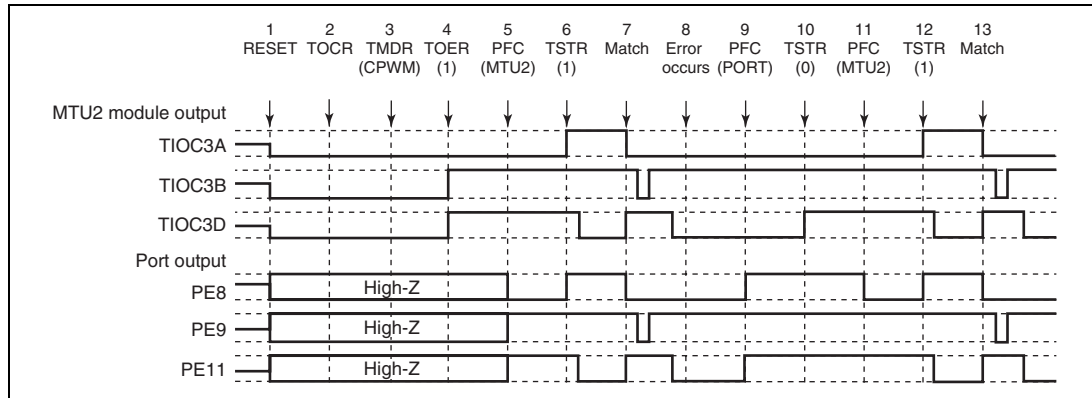 1 2 3 4 5 6 7 8 9 10 11 12 13
RESET TOCR TMDR TOER PFC TSTR Match Error PFC TSTR PFC TSTR Match
(CPWM) (1) (MTU2) (1) occurs (PORT) (0) (MTU2) (1)
MTU2 module output
TIOC3A
TIOC3B
TIOC3D
Port output
PE8 High-Z
PE9 High-Z
PE11 High-Z